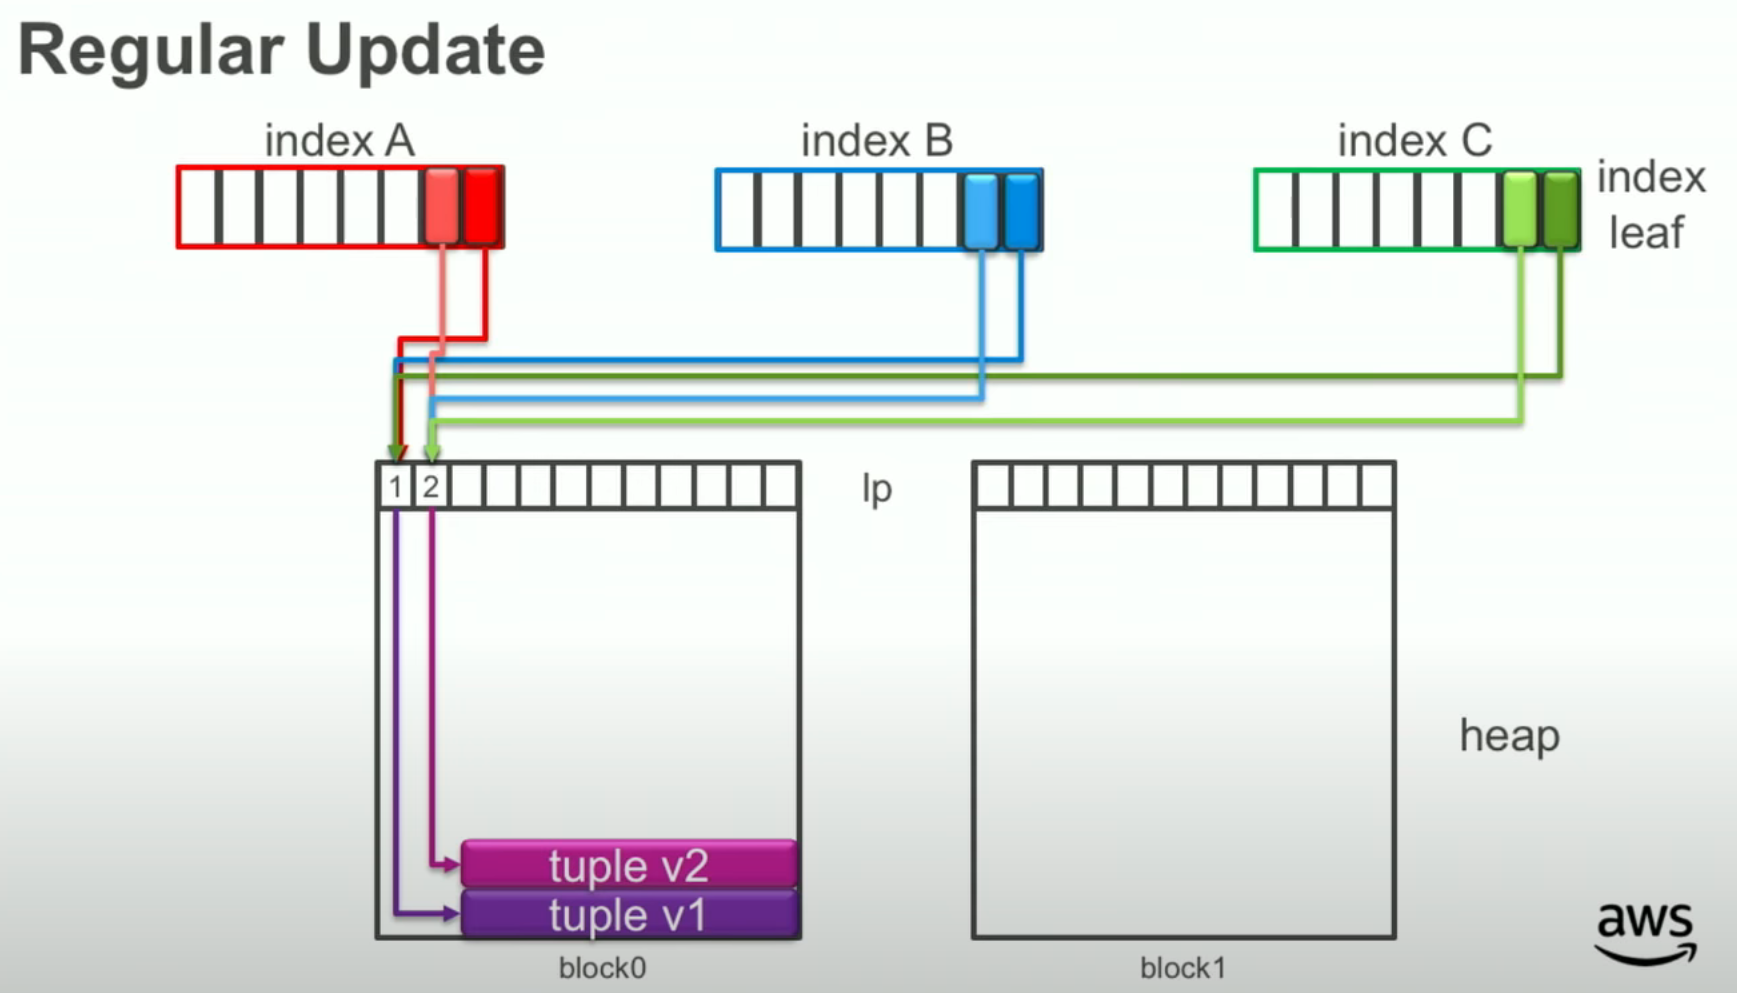 Regular Update
index A
index B
index C
index
leaf
1
2
lp
tuple v2
tuple v1
heap
block0
block1
aws